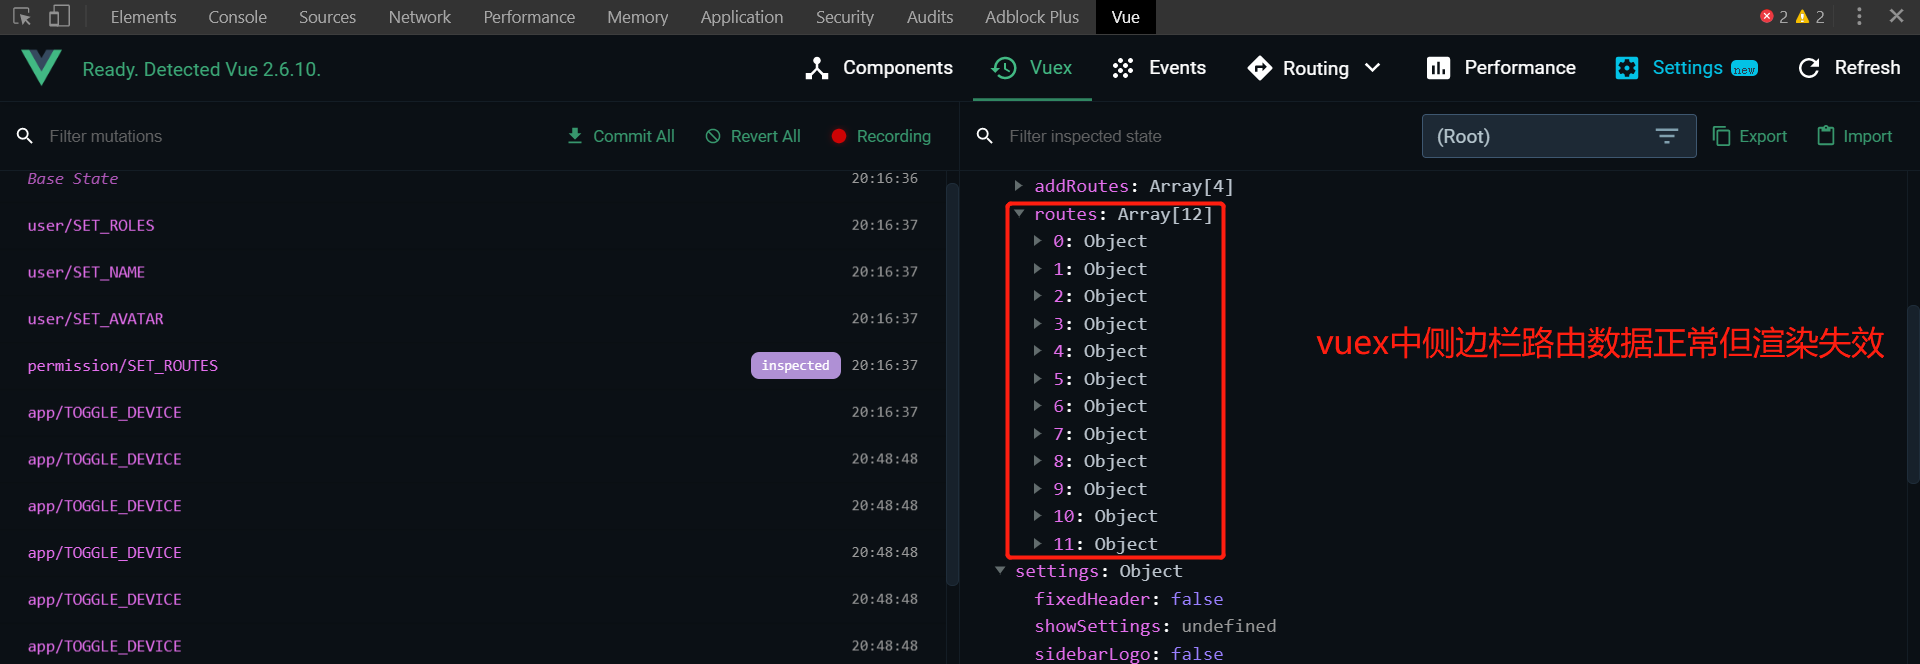 Elements Console Sources Network Performance Memory Application Security Audits Adblock Plus Vue 2 2
Ready. Detected Vue 2.6.10. Components Vuex Events Routing Performance Settings new Refresh
Filter mutations Commit All Revert All Recording
Base State 20:16:36
user/SET_ROLES 20:16:37
user/SET_NAME 20:16:37
user/SET_AVATAR 20:16:37
permission/SET_ROUTES inspected 20:16:37
app/TOGGLE_DEVICE 20:16:37
app/TOGGLE_DEVICE 20:48:48
app/TOGGLE_DEVICE 20:48:48
app/TOGGLE_DEVICE 20:48:48
app/TOGGLE_DEVICE 20:48:48
app/TOGGLE_DEVICE 20:48:48
Filter inspected state (Root) Export Import
addRoutes: Array[4]
routes: Array[12]
0: Object
1: Object
2: Object
3: Object
4: Object
5: Object
6: Object
7: Object
8: Object
9: Object
10: Object
11: Object
settings: Object
fixedHeader: false
showSettings: undefined
sidebarLogo: false
vuex中侧边栏路由数据正常但渲染失效